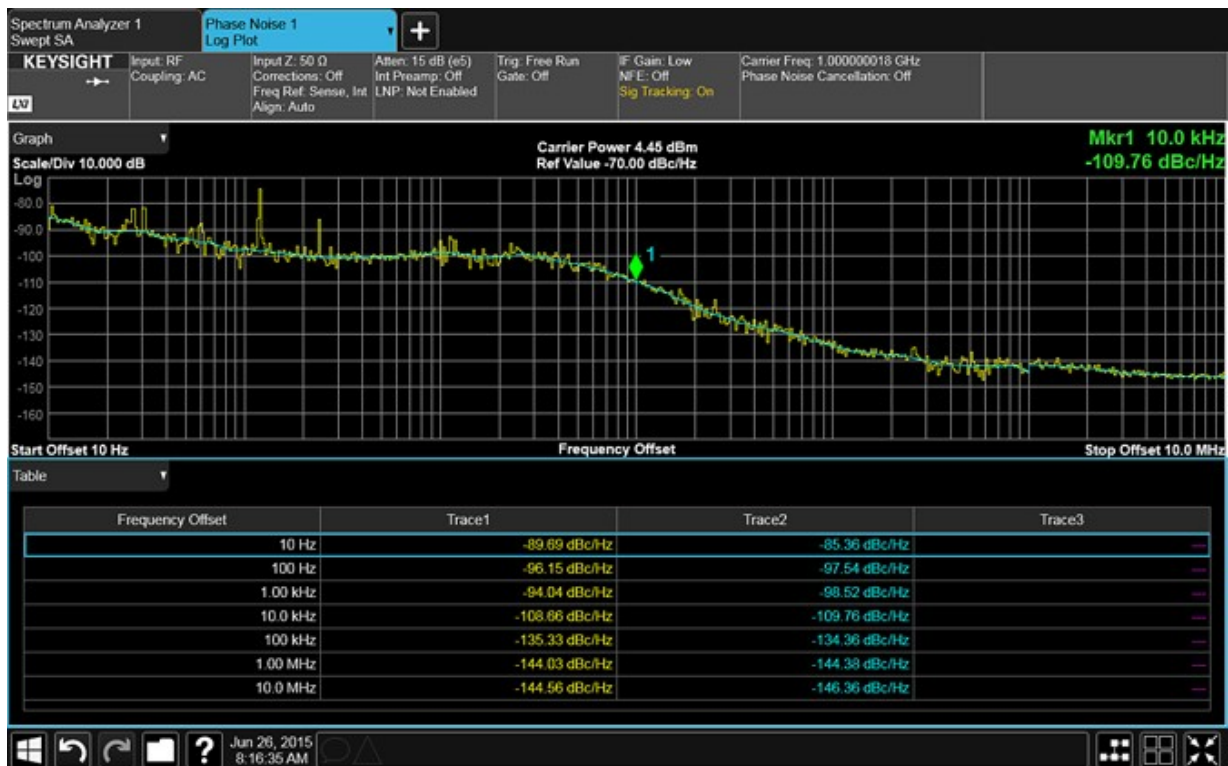 Spectrum Analyzer 1
Swept SA
Phase Noise 1
Log Plot
KEYSIGHT
LXI
Input: RF
Coupling: AC
Input Z: 50 Ω
Corrections: Off
Freq Ref: Sense, Int
Align: Auto
Atten: 15 dB (e5)
Int Preamp: Off
LNP: Not Enabled
Trig: Free Run
Gate: Off
IF Gain: Low
NFE: Off
Sig Tracking: On
Carrier Freq: 1.000000018 GHz
Phase Noise Cancellation: Off
Graph
Scale/Div 10.000 dB
Carrier Power 4.45 dBm
Ref Value -70.00 dBc/Hz
Mkr1 10.0 kHz
-109.76 dBc/Hz
Log
-80.0
-90.0
-100
-110
-120
-130
-140
-150
-160
1
Start Offset 10 Hz
Frequency Offset
Stop Offset 10.0 MHz
Table
Frequency Offset Trace1 Trace2 Trace3
10 Hz -89.69 dBc/Hz -85.36 dBc/Hz ---
100 Hz -96.15 dBc/Hz -97.54 dBc/Hz ---
1.00 kHz -94.04 dBc/Hz -98.52 dBc/Hz ---
10.0 kHz -108.66 dBc/Hz -109.76 dBc/Hz ---
100 kHz -135.33 dBc/Hz -134.36 dBc/Hz ---
1.00 MHz -144.03 dBc/Hz -144.38 dBc/Hz ---
10.0 MHz -144.56 dBc/Hz -146.36 dBc/Hz ---
?
Jun 26, 2015
8:16:35 AM